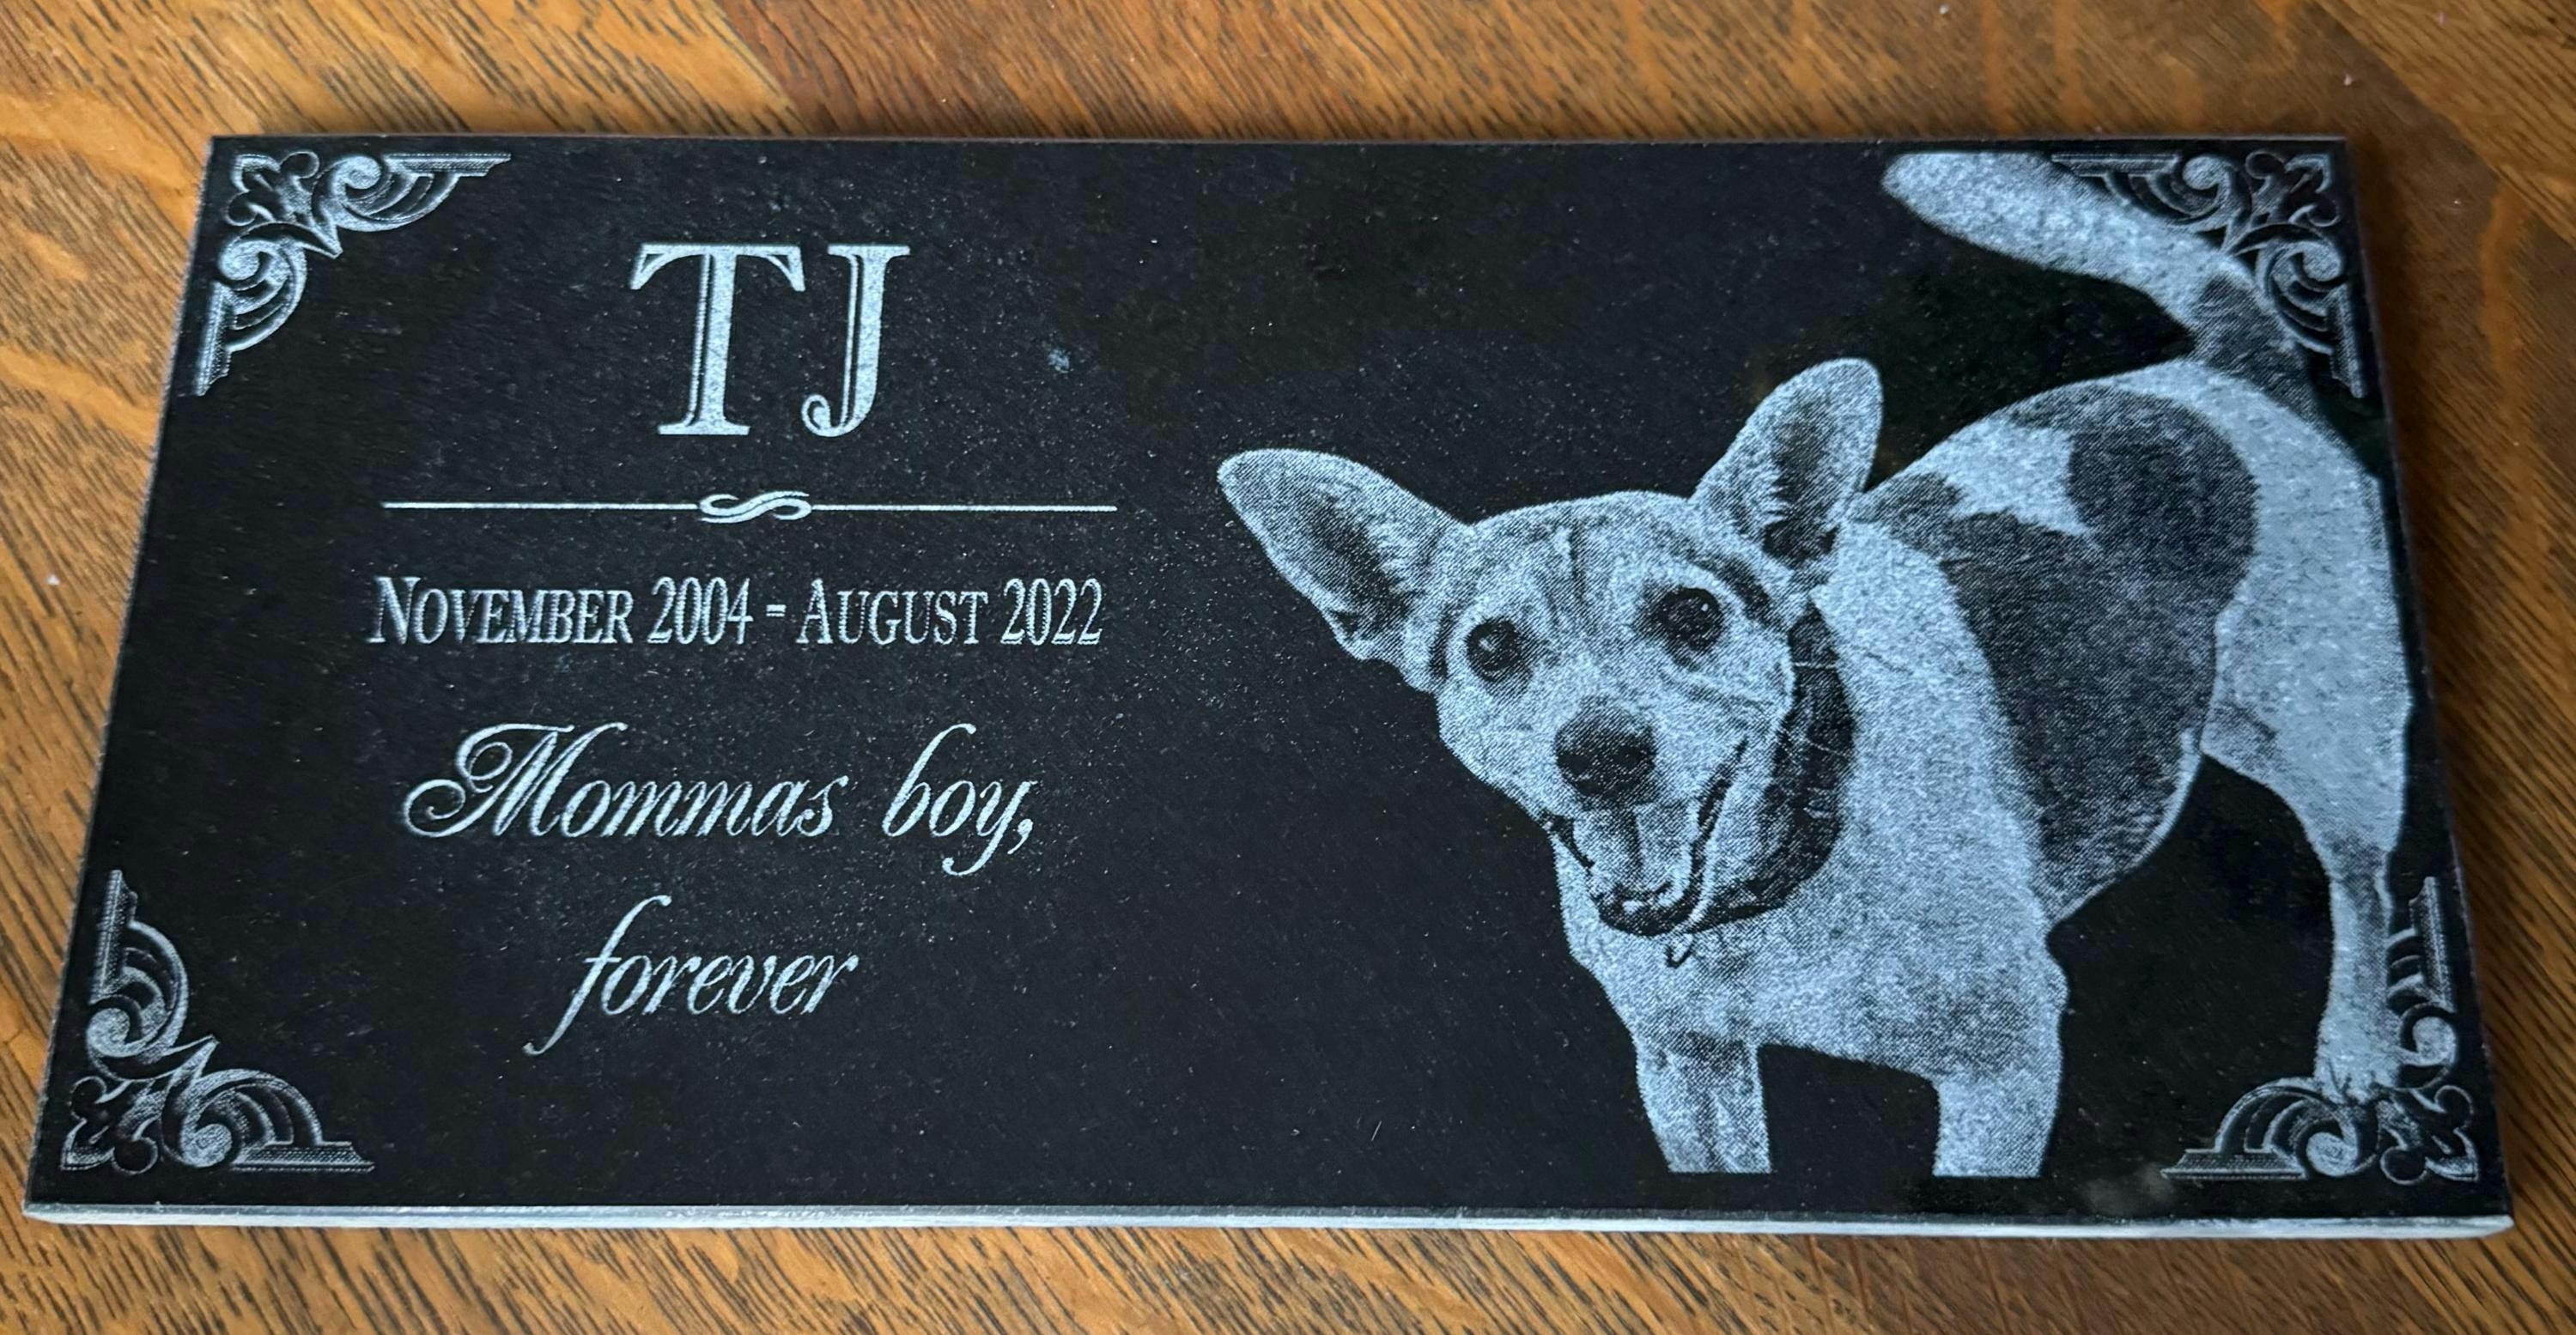 TJ
NOVEMBER 2004 - AUGUST 2022
Mommas boy,
forever